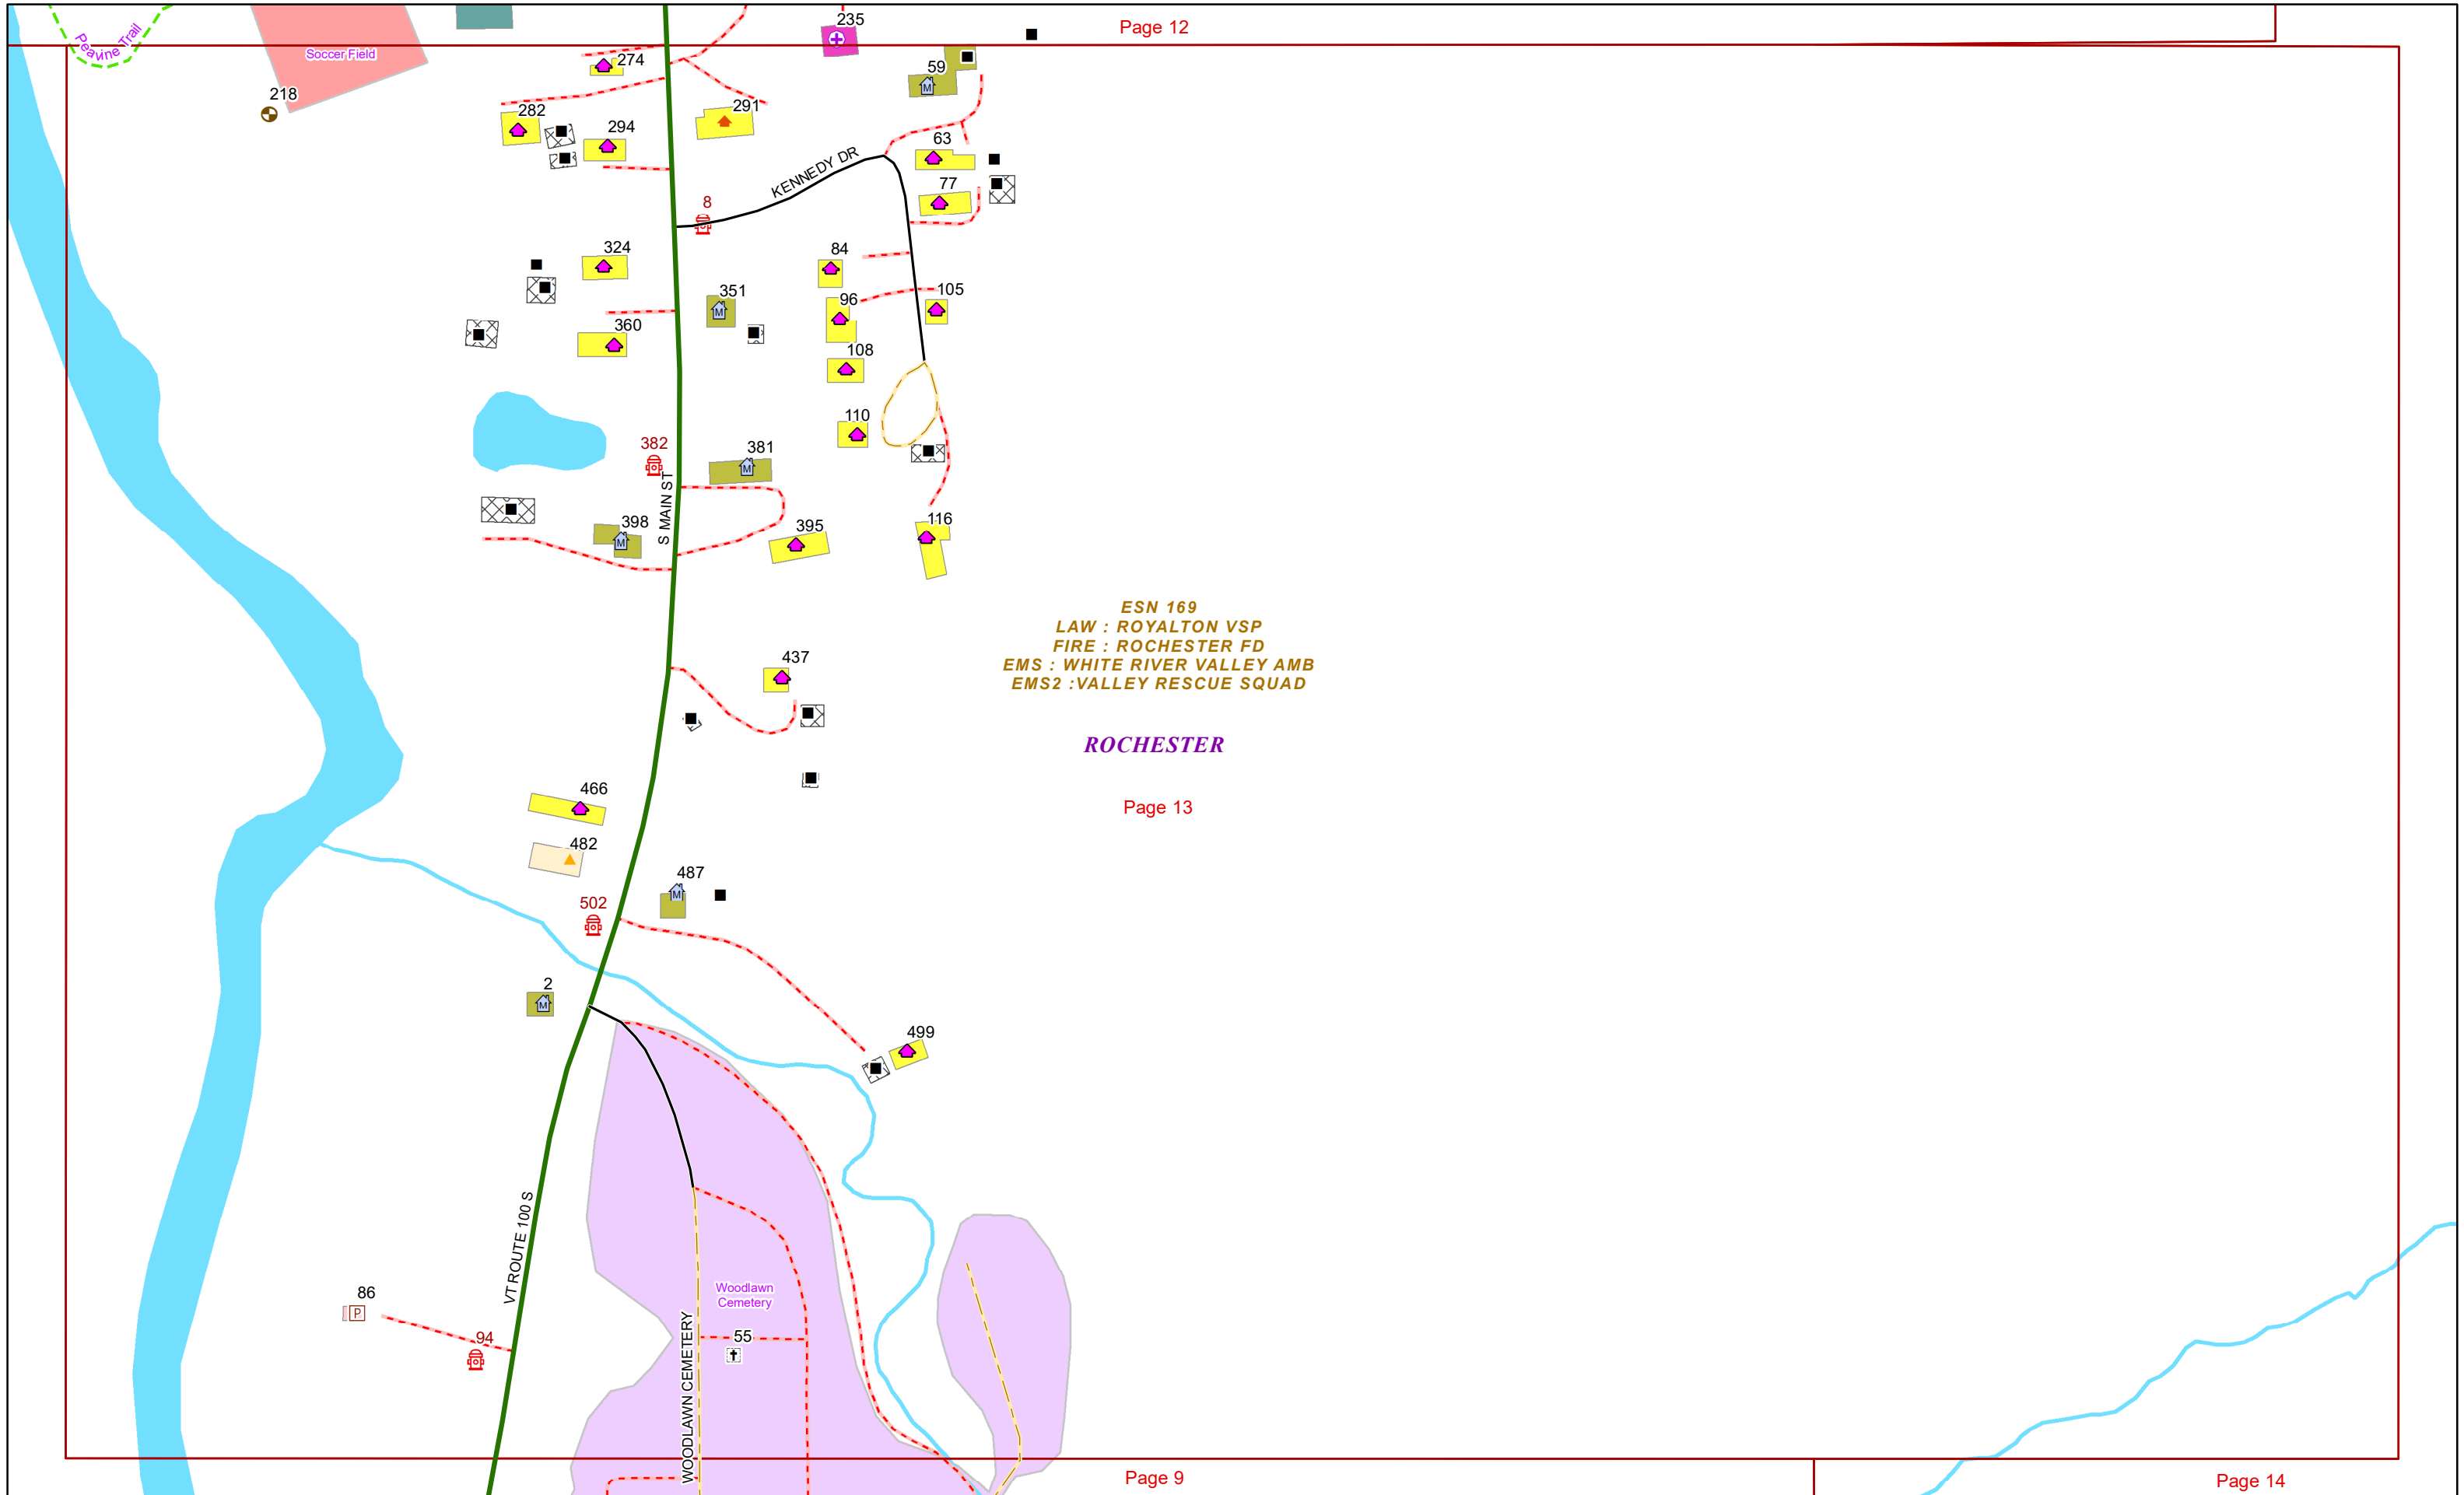 Page 12
235
Peavine Trail
Soccer Field
274
59
218
282
291
294
63
KENNEDY DR
77
8
324
84
351
96
105
360
108
110
382
381
S MAIN ST
398
395
116
ESN 169
LAW : ROYALTON VSP
FIRE : ROCHESTER FD
EMS : WHITE RIVER VALLEY AMB
EMS2 :VALLEY RESCUE SQUAD
437
ROCHESTER
466
Page 13
482
487
502
2
499
VT ROUTE 100 S
Woodlawn
Cemetery
86
P
94
55
WOODLAWN CEMETERY
Page 9
Page 14
M
M
M
M
M
M